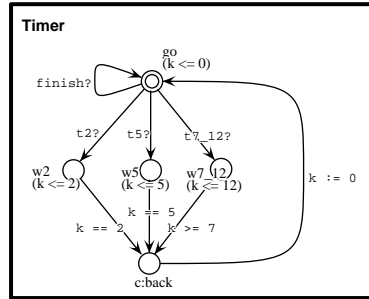 Timer
go
(k <= 0)
finish?
t2?
t5?
t7_12?
w2
(k <= 2)
w5
(k <= 5)
w7_12
(k <= 12)
k := 0
k == 5
k == 2
k >= 7
c:back